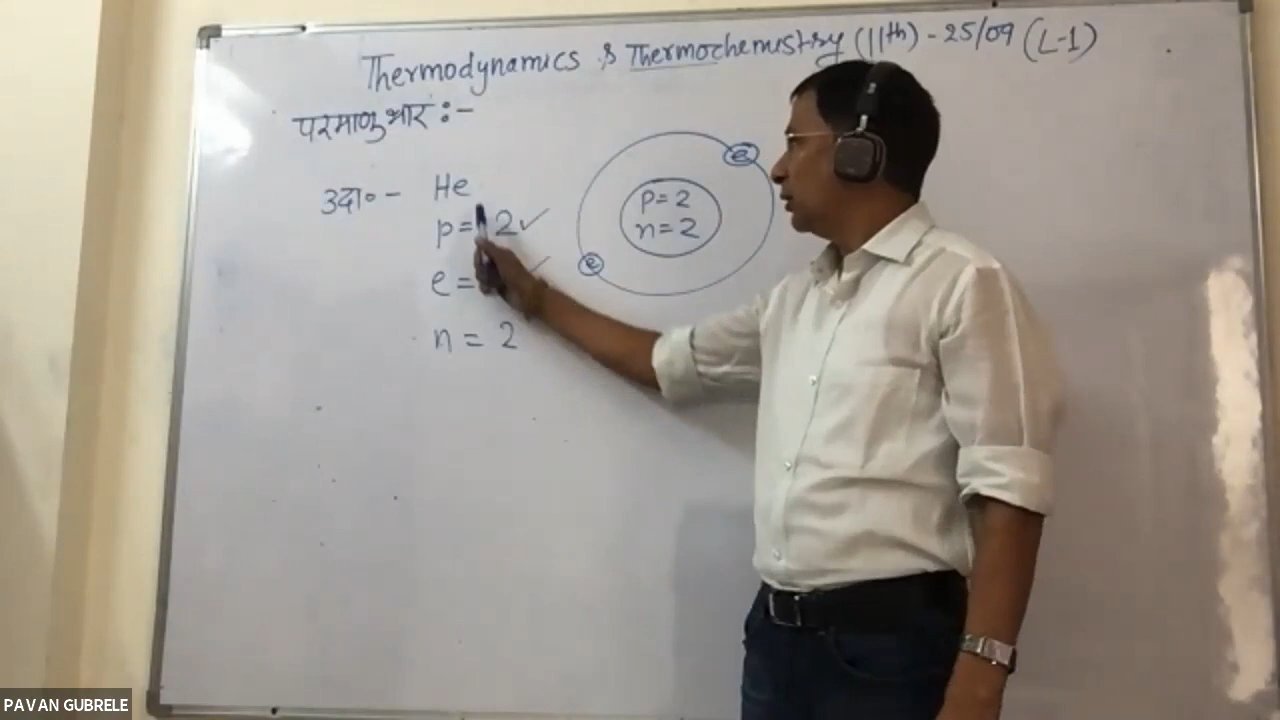 Thermodynamics & Thermochemistry (11th) - 25/09 (L-1)
परमाणु भार :-
उदा० - He
p = 2 ✓
e =
n = 2
e
p = 2
n = 2
e
PAVAN GUBRELE